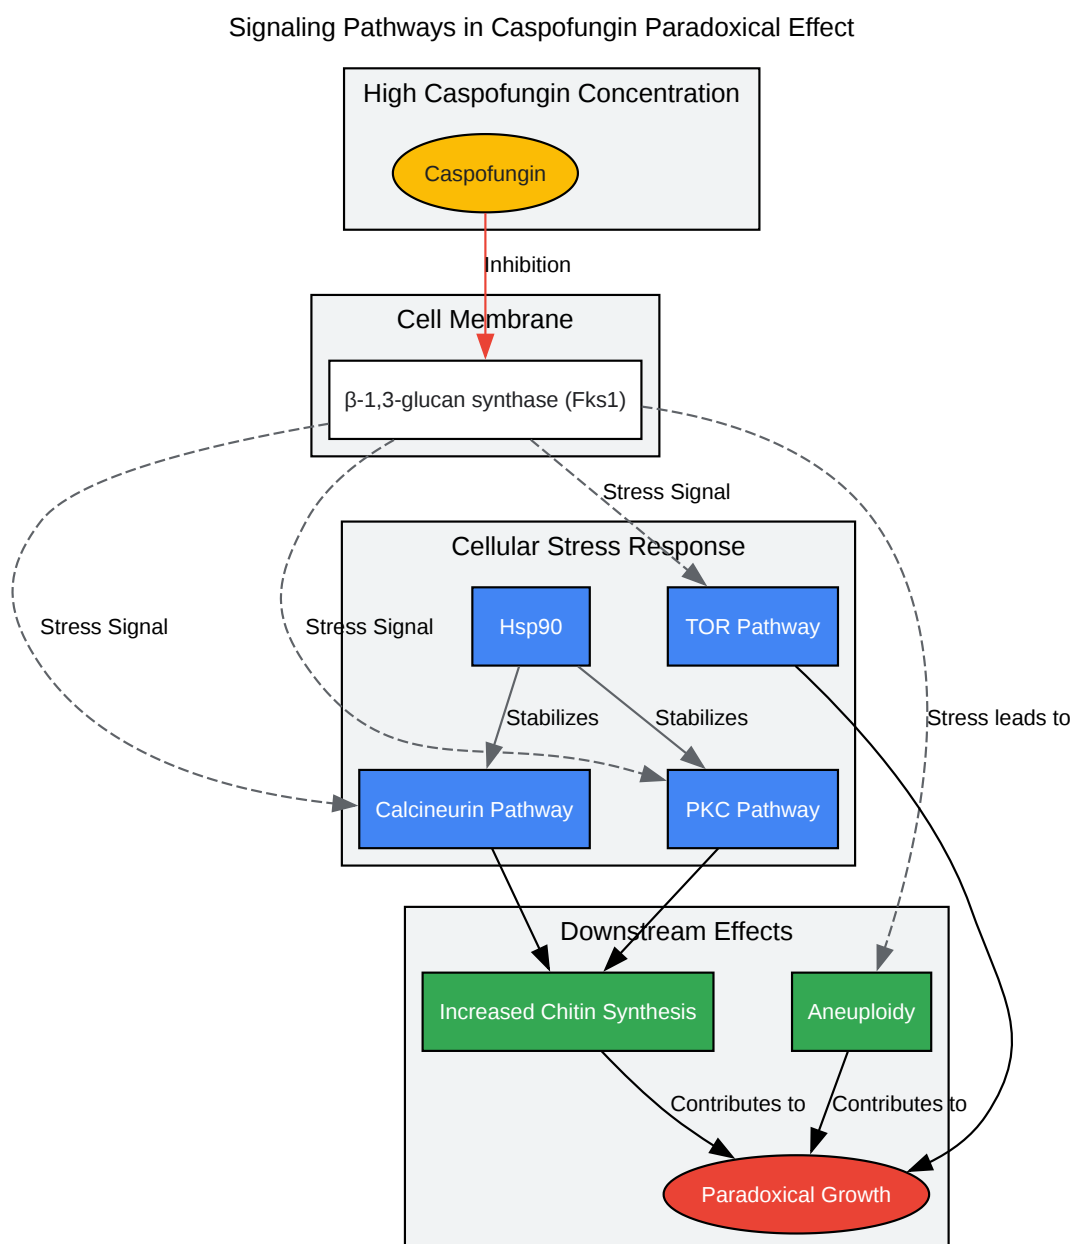 Signaling Pathways in Caspofungin Paradoxical Effect
High Caspofungin Concentration
Caspofungin
Inhibition
Cell Membrane
β-1,3-glucan synthase (Fks1)
Stress Signal
Cellular Stress Response
Hsp90
TOR Pathway
Stress Signal
Stress Signal
Stabilizes
Stabilizes
Stress leads to
Calcineurin Pathway
PKC Pathway
Downstream Effects
Increased Chitin Synthesis
Aneuploidy
Contributes to
Contributes to
Paradoxical Growth